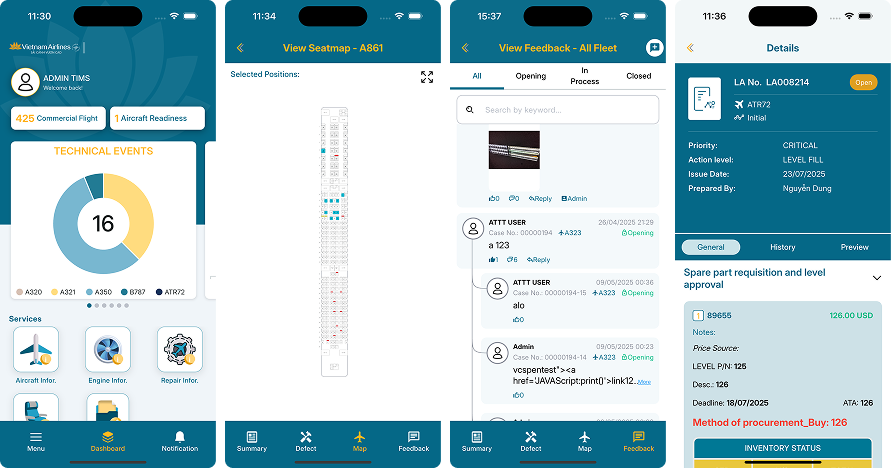 11:30
VietnamAirlines
ADMIN TIMS
Welcome back!
425 Commercial Flight
1 Aircraft Readiness
TECHNICAL EVENTS
16
A320 A321 A350 B787 ATR72
Services
Aircraft Infor.
Engine Infor.
Repair Infor.
Menu
Dashboard
Notification
11:34
View Seatmap - A861
Selected Positions:
Summary
Defect
Map
Feedback
15:37
View Feedback - All Fleet
All
Opening
In
Process
Closed
Search by keyword...
0 0 Reply Admin
ATTT USER 26/04/2025 21:29
Case No.: 00000194 A323 Opening
a 123
1 6 Reply
ATTT USER 09/05/2025 00:36
Case No.: 00000194-15 A323 Opening
alo
0
Admin 09/05/2025 00:23
Case No.: 00000194-14 A323 Opening
vcspentest"><a
href='JAVAScript:print()'>link12.. More
0
Summary
Defect
Map
Feedback
11:36
Details
LA No. LA008214
Open
ATR72
Initial
Priority: CRITICAL
Action level: LEVEL FILL
Issue Date: 23/07/2025
Prepared By: Nguyễn Dung
General
History
Preview
Spare part requisition and level
approval
1 89655 126.00 USD
Notes:
Price Source:
LEVEL P/N: 125
Desc.: 126
Deadline: 18/07/2025 ATA: 126
Method of procurement_Buy: 126
INVENTORY STATUS